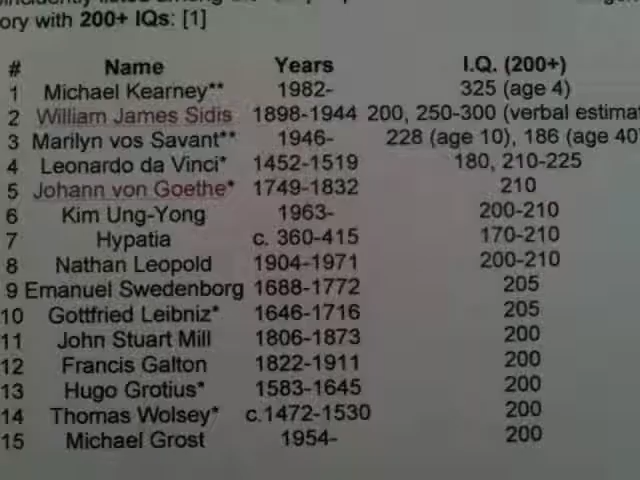 ory with 200+ IQs: [1]
# Name Years I.Q. (200+)
1 Michael Kearney** 1982- 325 (age 4)
2 William James Sidis 1898-1944 200, 250-300 (verbal estimat
3 Marilyn vos Savant** 1946- 228 (age 10), 186 (age 40
4 Leonardo da Vinci* 1452-1519 180, 210-225
5 Johann von Goethe* 1749-1832 210
6 Kim Ung-Yong 1963- 200-210
7 Hypatia c. 360-415 170-210
8 Nathan Leopold 1904-1971 200-210
9 Emanuel Swedenborg 1688-1772 205
10 Gottfried Leibniz* 1646-1716 205
11 John Stuart Mill 1806-1873 200
12 Francis Galton 1822-1911 200
13 Hugo Grotius* 1583-1645 200
14 Thomas Wolsey* c.1472-1530 200
15 Michael Grost 1954- 200